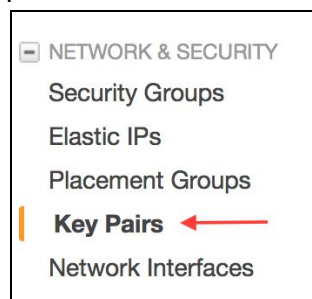 NETWORK & SECURITY
Security Groups
Elastic IPs
Placement Groups
Key Pairs
Network Interfaces